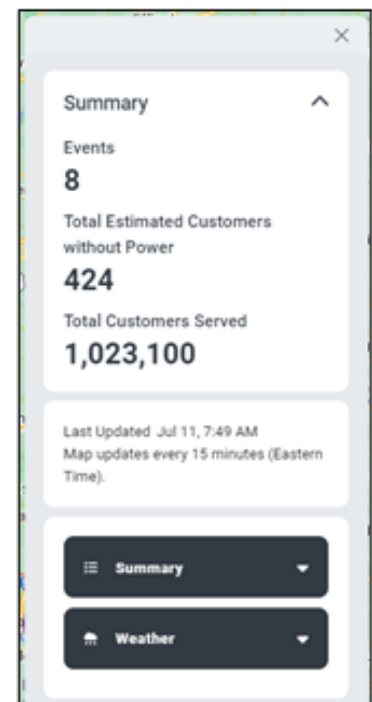 Summary
Events
8
Total Estimated Customers
without Power
424
Total Customers Served
1,023,100
Last Updated Jul 11, 7:49 AM
Map updates every 15 minutes (Eastern
Time).
Summary
Weather